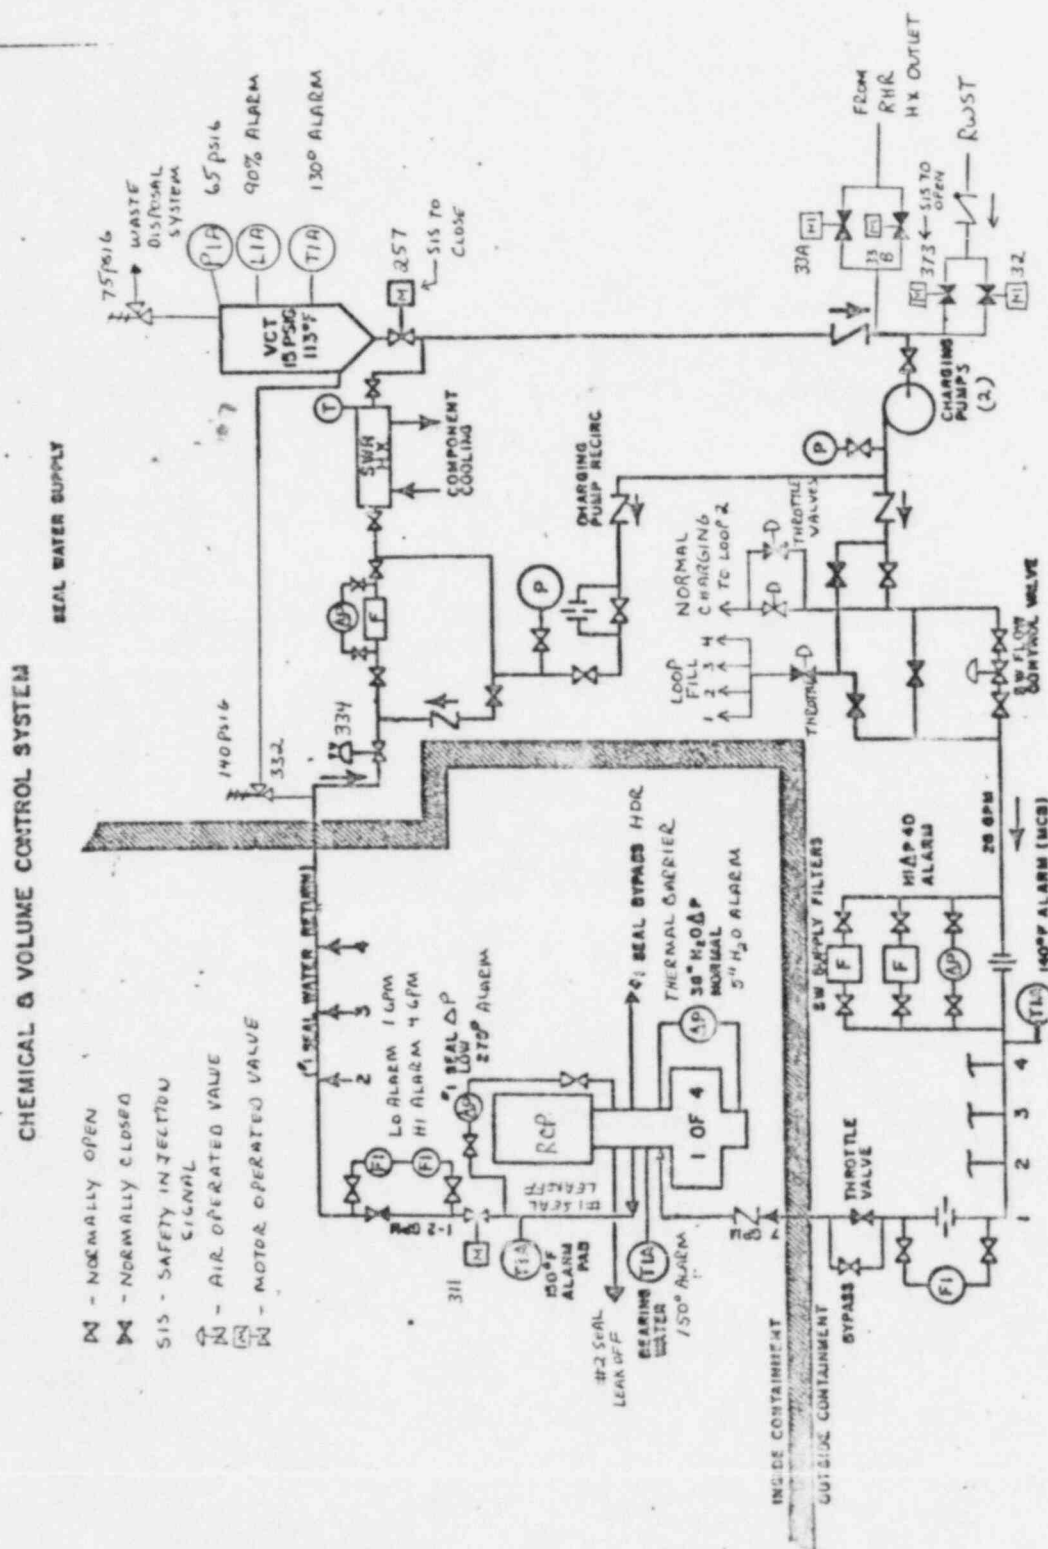 CHEMICAL & VOLUME CONTROL SYSTEM
SEAL WATER SUPPLY
- NORMALLY OPEN
- NORMALLY CLOSED
SIS - SAFETY INJECTION
SIGNAL
- AIR OPERATED VALVE
- MOTOR OPERATED VALVE
75 PSIG
WASTE
DISPOSAL
SYSTEM
PIA
65 PSIG
LIA
90% ALARM
TIA
130° ALARM
VCT
15 PSIG
113°F
M
257
SIS TO
CLOSE
T
SWR
HX
COMPONENT
COOLING
ΔP
F
140 PSIG
332
334
P
CHARGING
PUMP RECIRC
FROM
RHR
HX OUTLET
33A
M
33
B
M
373
SIS TO
OPEN
M
RWST
32
M
CHARGING
PUMPS
(2)
P
NORMAL
CHARGING
TO LOOP 2
D
D
THROTTLE
VALVES
LOOP
FILL
1 2 3 4
THROTTLE
D
SW FLOW
CONTROL VALVE
(#1 SEAL WATER RETURN)
2
3
4
LO ALARM 1 GPM
HI ALARM 4 GPM
FI
FI
#1 SEAL ΔP
LOW
275# ALARM
ΔP
M
311
TIA
150°F
ALARM
#1 SEAL
LEAKOFF
RCP
1 OF 4
#1 SEAL BYPASS HDR
THERMAL BARRIER
ΔP
NORMAL
5" H₂O ALARM
#2 SEAL
LEAKOFF
BEARING
WATER
TIA
150° ALARM
INSIDE CONTAINMENT
OUTSIDE CONTAINMENT
SW SUPPLY FILTERS
F
F
ΔP
HI ΔP 40
ALARM
GPM
TIA
ALARM (MCB)
THROTTLE
VALVE
BYPASS
FI
1
2
3
4